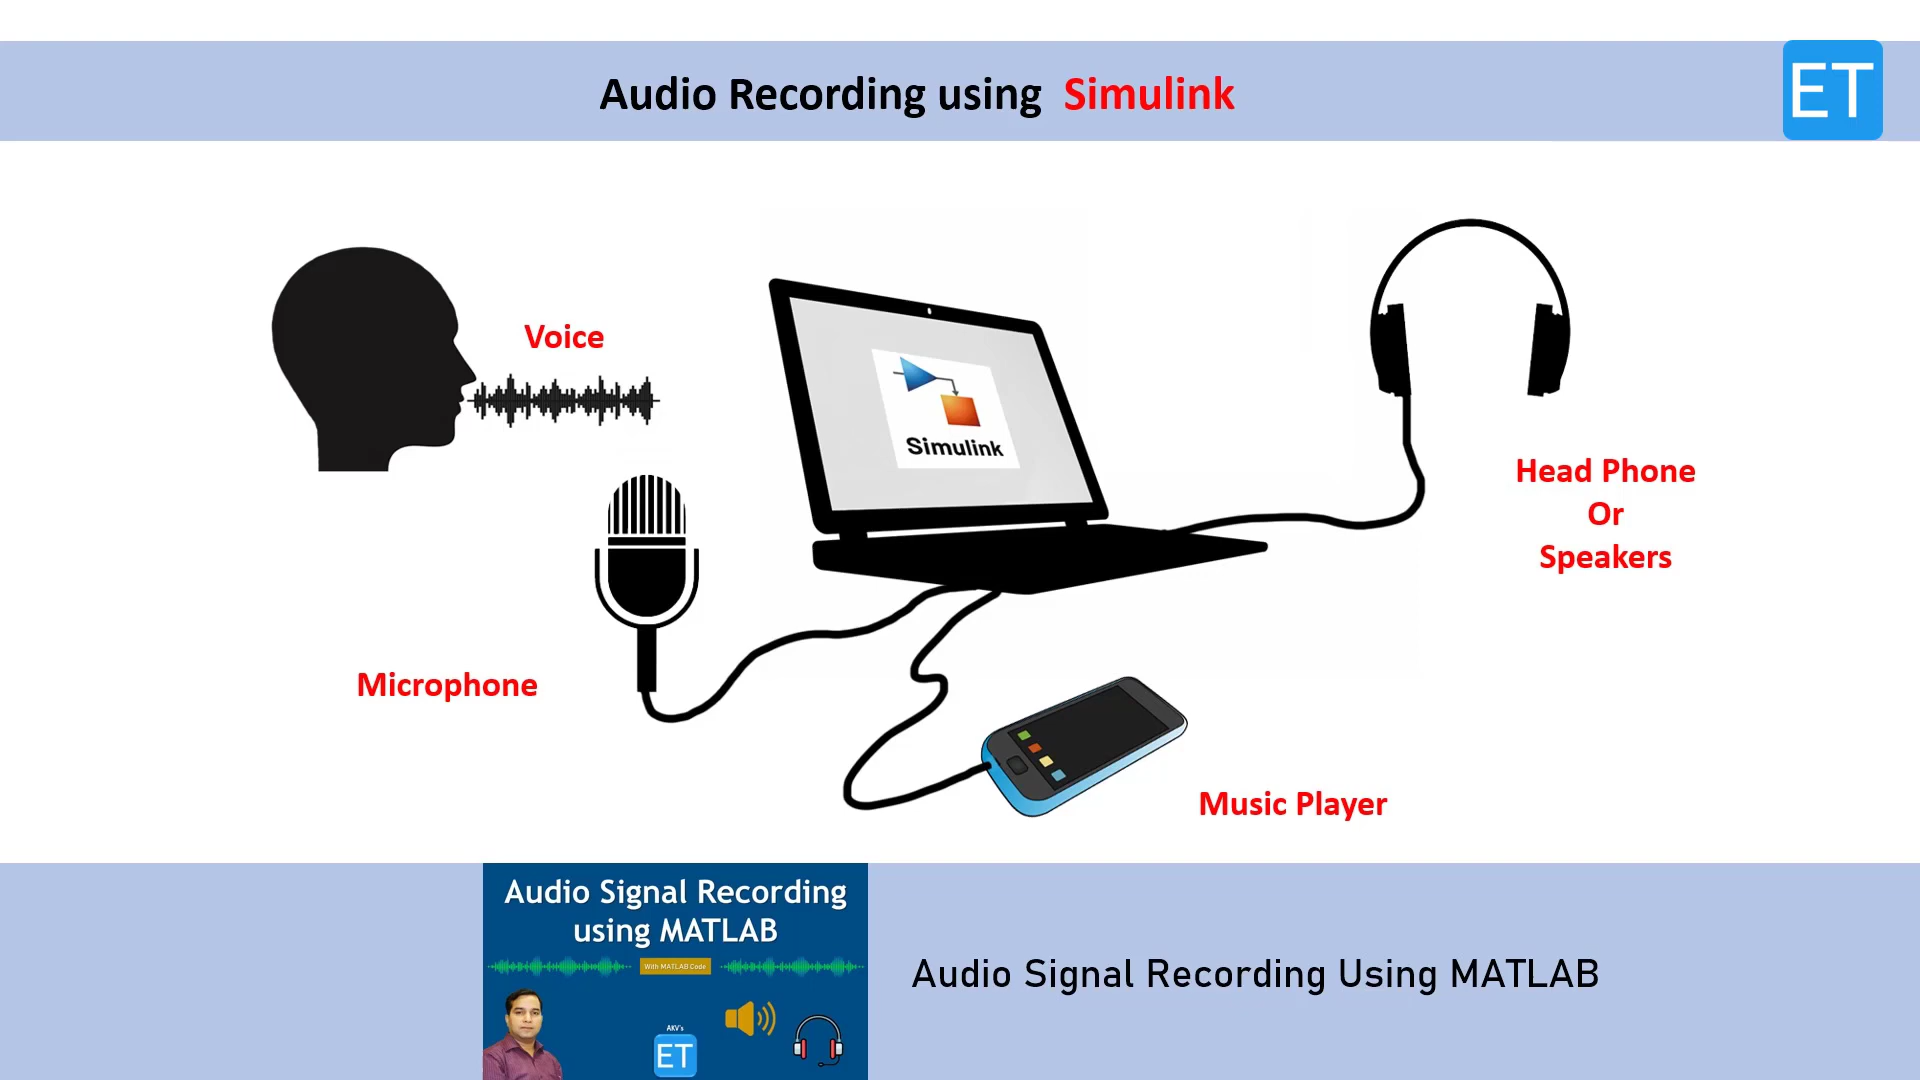 Audio Recording using Simulink
ET
Voice
Simulink
Head Phone
Or
Speakers
Microphone
Music Player
Audio Signal Recording
using MATLAB
With MATLAB Code
AKV's
ET
Audio Signal Recording Using MATLAB